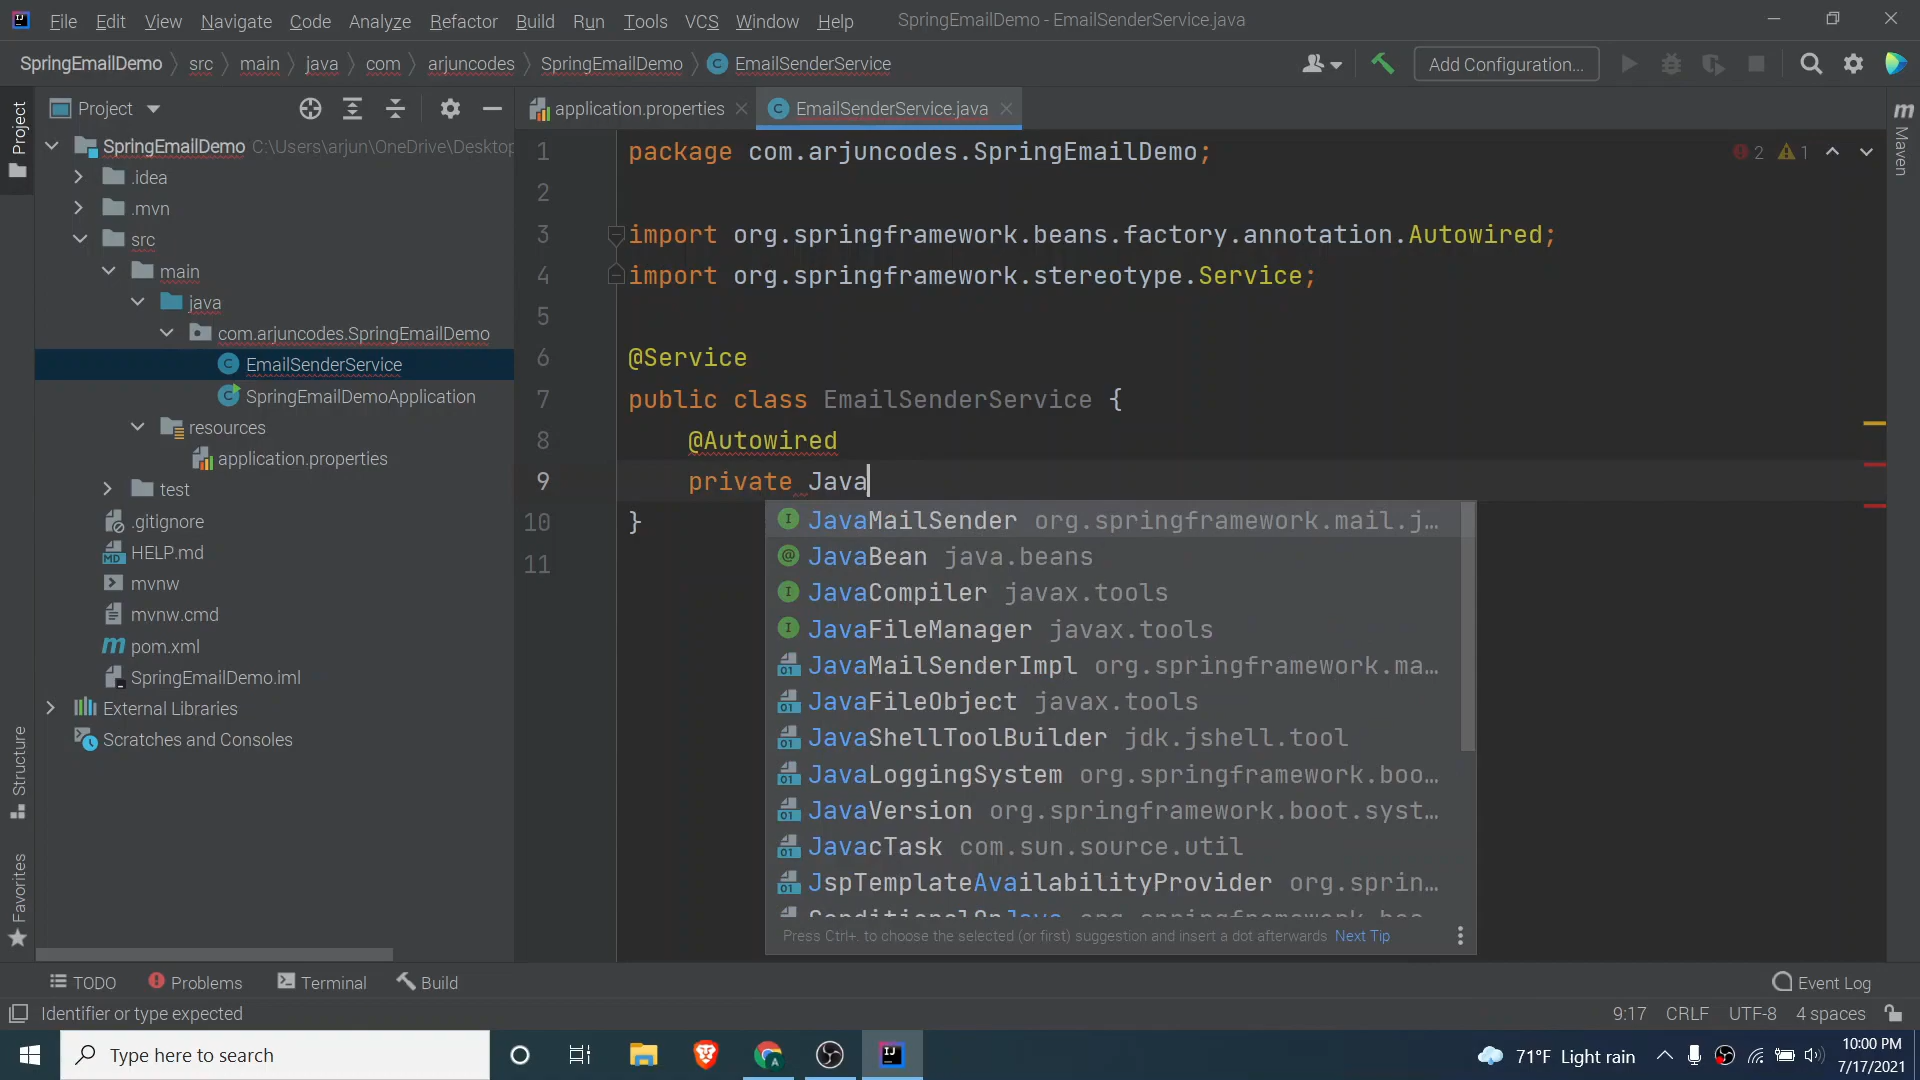 File Edit View Navigate Code Analyze Refactor Build Run Tools VCS Window Help SpringEmailDemo - EmailSenderService.java
SpringEmailDemo src main java com arjuncodes SpringEmailDemo EmailSenderService Add Configuration...
Project application.properties EmailSenderService.java
SpringEmailDemo C:\Users\arjun\OneDrive\Desktop
.idea
.mvn
src
main
java
com.arjuncodes.SpringEmailDemo
EmailSenderService
SpringEmailDemoApplication
resources
application.properties
test
.gitignore
HELP.md
mvnw
mvnw.cmd
pom.xml
SpringEmailDemo.iml
External Libraries
Scratches and Consoles
Project
Structure
Favorites
1 package com.arjuncodes.SpringEmailDemo; 2 1
2
3 import org.springframework.beans.factory.annotation.Autowired;
4 import org.springframework.stereotype.Service;
5
6 @Service
7 public class EmailSenderService {
8 @Autowired
9 private Java
10 }
11
JavaMailSender org.springframework.mail.j…
JavaBean java.beans
JavaCompiler javax.tools
JavaFileManager javax.tools
JavaMailSenderImpl org.springframework.ma…
JavaFileObject javax.tools
JavaShellToolBuilder jdk.jshell.tool
JavaLoggingSystem org.springframework.boo…
JavaVersion org.springframework.boot.syst…
JavacTask com.sun.source.util
JspTemplateAvailabilityProvider org.sprin…
Press Ctrl+. to choose the selected (or first) suggestion and insert a dot afterwards Next Tip
m Maven
TODO Problems Terminal Build Event Log
Identifier or type expected 9:17 CRLF UTF-8 4 spaces
Type here to search 71°F Light rain 10:00 PM
7/17/2021